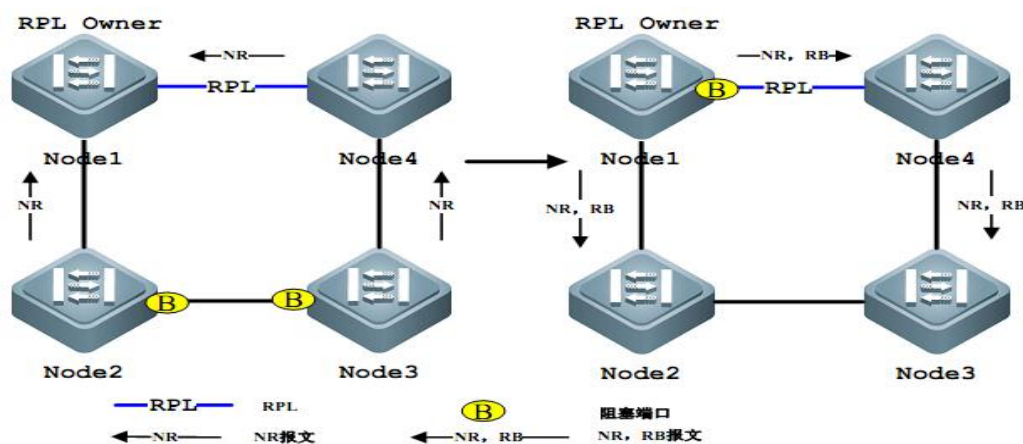 RPL Owner
RPL Owner
NR
NR, RB
RPL
B
RPL
Node1
Node4
Node1
Node4
NR
NR
NR, RB
NR, RB
B
B
Node2
Node3
Node2
Node3
RPL
RPL
B
阻塞端口
NR
NR报文
NR, RB
NR, RB报文